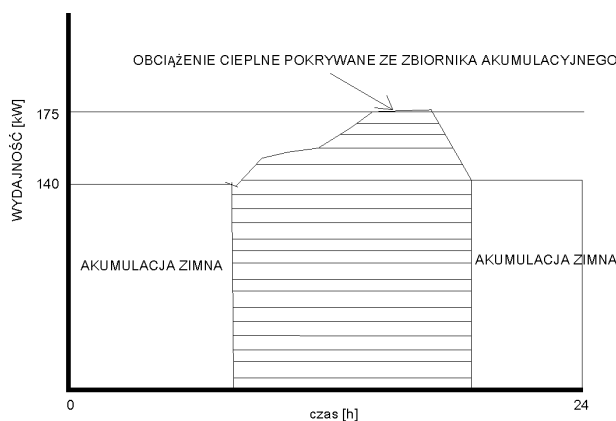 OBCIĄŻENIE CIEPLNE POKRYWANE ZE ZBIORNIKA AKUMULACYJNEGO
175
WYDAJNOŚĆ [kW]
140
AKUMULACJA ZIMNA
AKUMULACJA ZIMNA
0
czas [h]
24